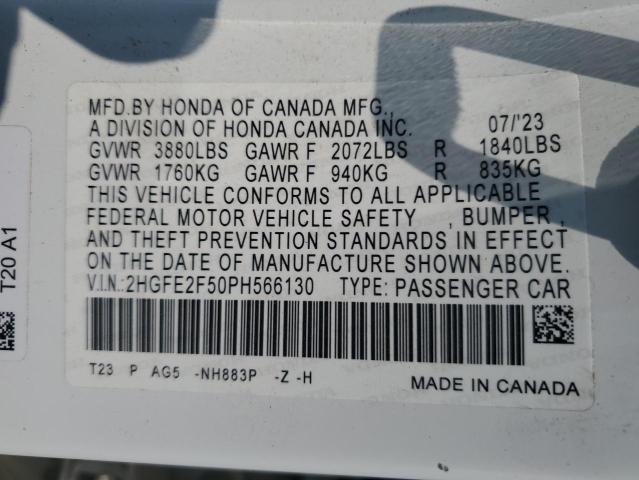 MFD.BY HONDA OF CANADA MFG.,
A DIVISION OF HONDA CANADA INC. 07/'23
GVWR 3880LBS GAWR F 2072LBS R 1840LBS
GVWR 1760KG GAWR F 940KG R 835KG
THIS VEHICLE CONFORMS TO ALL APPLICABLE
FEDERAL MOTOR VEHICLE SAFETY , BUMPER ,
AND THEFT PREVENTION STANDARDS IN EFFECT
ON THE DATE OF MANUFACTURE SHOWN ABOVE.
V.I.N.:2HGFE2F50PH566130 TYPE: PASSENGER CAR
T23 P AG5 -NH883P -Z -H
MADE IN CANADA
T20 A1